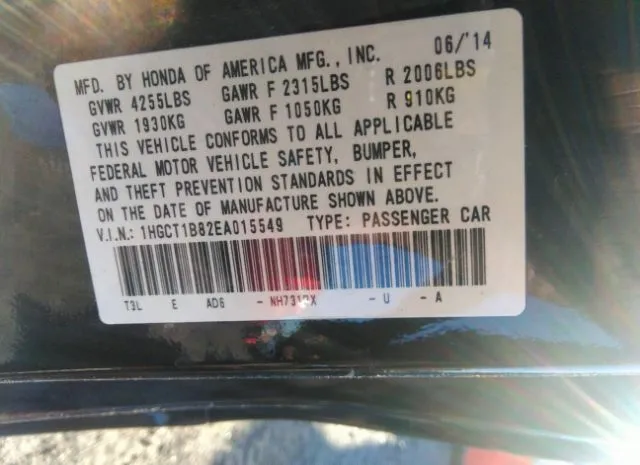 MFD. BY HONDA OF AMERICA MFG., INC. 06/'14
GVWR 4255LBS GAWR F 2315LBS R 2006LBS
GVWR 1930KG GAWR F 1050KG R 910KG
THIS VEHICLE CONFORMS TO ALL APPLICABLE
FEDERAL MOTOR VEHICLE SAFETY, BUMPER,
AND THEFT PREVENTION STANDARDS IN EFFECT
ON THE DATE OF MANUFACTURE SHOWN ABOVE.
V.I.N.: 1HGCT1B82EA015549 TYPE: PASSENGER CAR
T3L E AD6 - - U - A